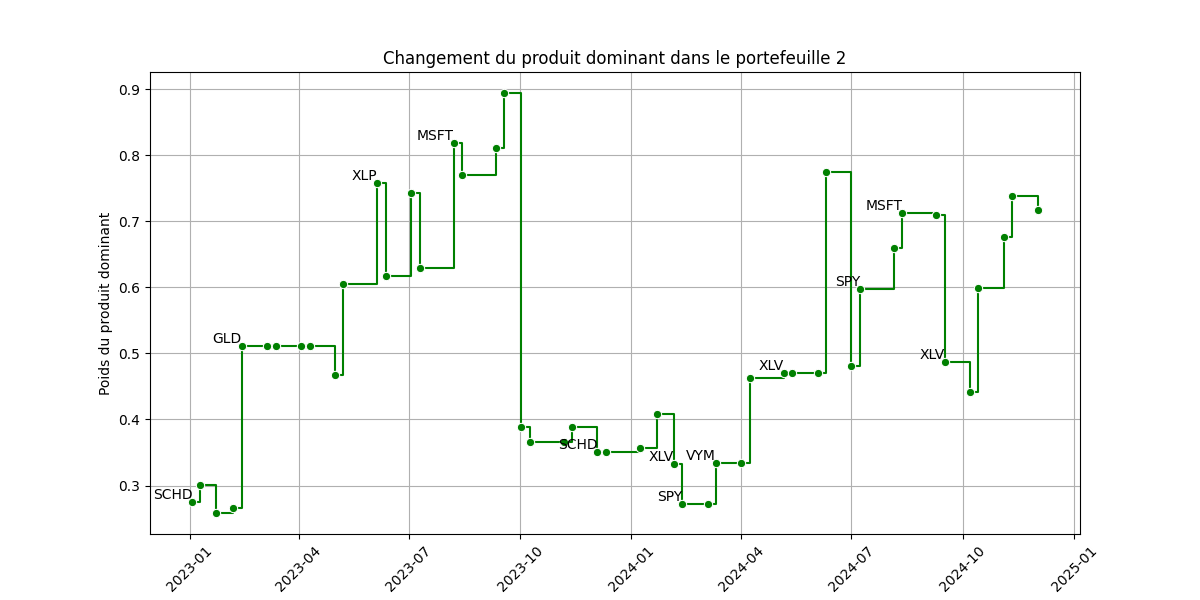 Changement du produit dominant dans le portefeuille 2
Poids du produit dominant
0.9
0.8
0.7
0.6
0.5
0.4
0.3
SCHD
GLD
XLP
MSFT
SCHD
XLV
SPY
VYM
XLV
SPY
MSFT
XLV
2023-01
2023-04
2023-07
2023-10
2024-01
2024-04
2024-07
2024-10
2025-01